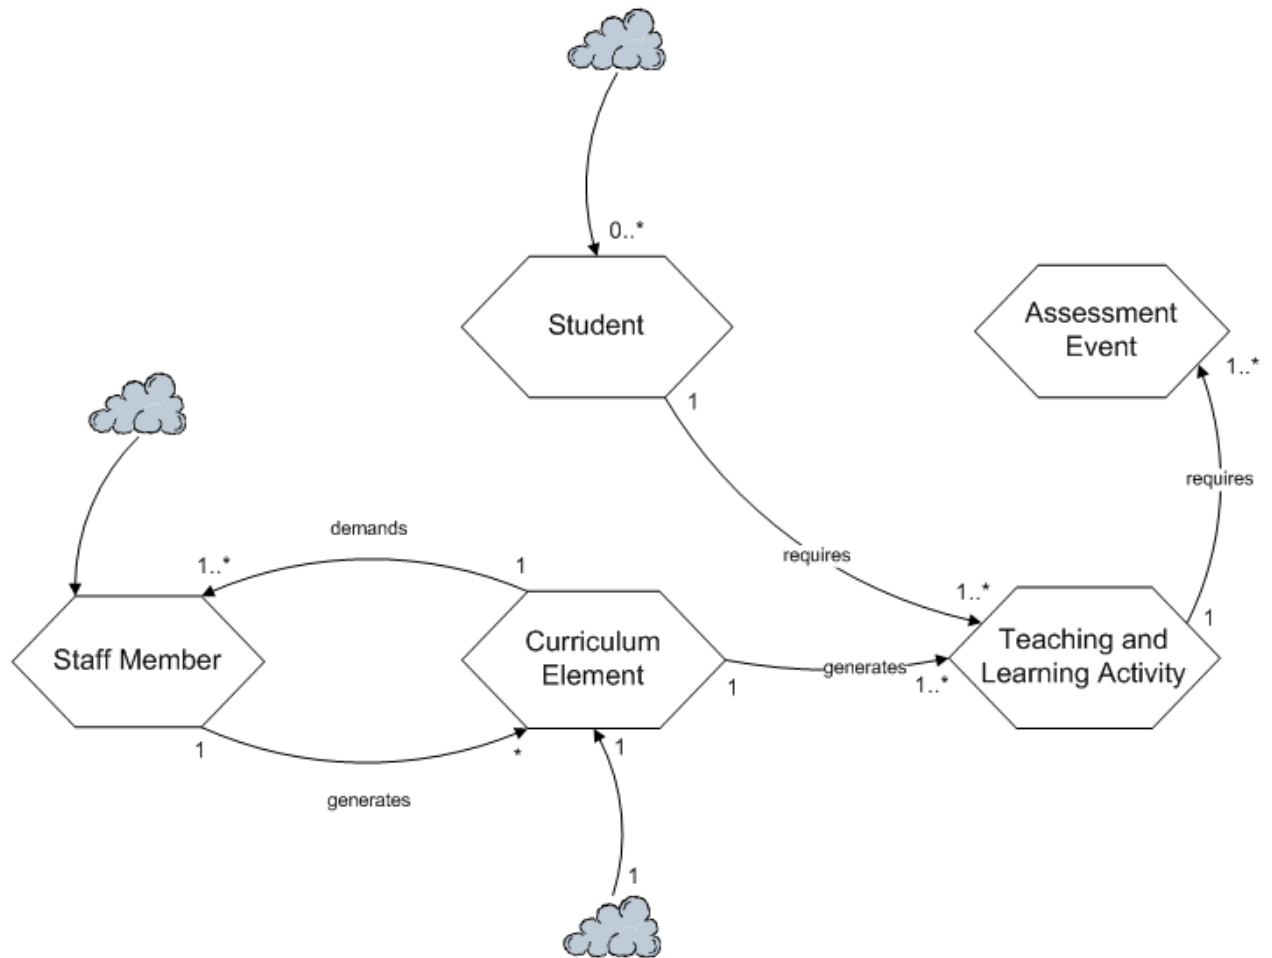 0..*
Student
Assessment
Event
1..*
1
requires
demands
1..*
1
requires
1..*
1
Staff Member
Curriculum
Element
Teaching and
Learning Activity
generates
1
1..*
1
*
1
generates
1